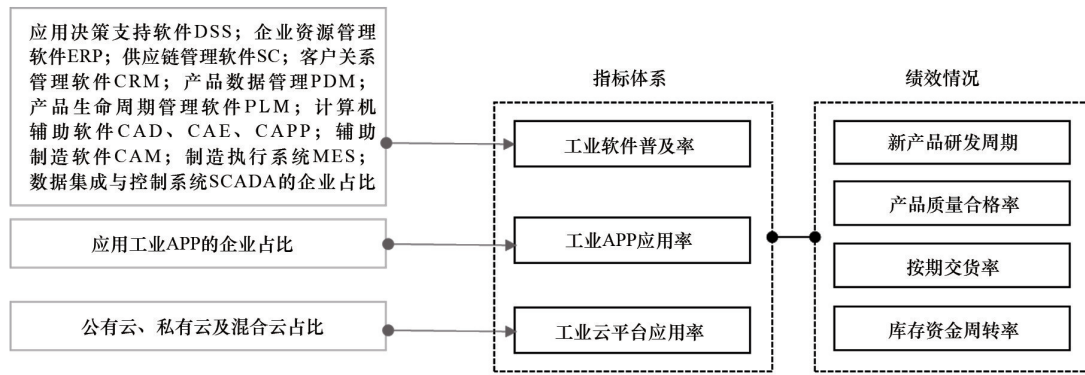 应用决策支持软件DSS；企业资源管理
软件ERP；供应链管理软件SC；客户关系
管理软件CRM；产品数据管理PDM；
产品生命周期管理软件PLM；计算机
辅助软件CAD、CAE、CAPP；辅助
制造软件CAM；制造执行系统MES；
数据集成与控制系统SCADA的企业占比
应用工业APP的企业占比
公有云、私有云及混合云占比
指标体系
工业软件普及率
工业APP应用率
工业云平台应用率
绩效情况
新产品研发周期
产品质量合格率
按期交货率
库存资金周转率